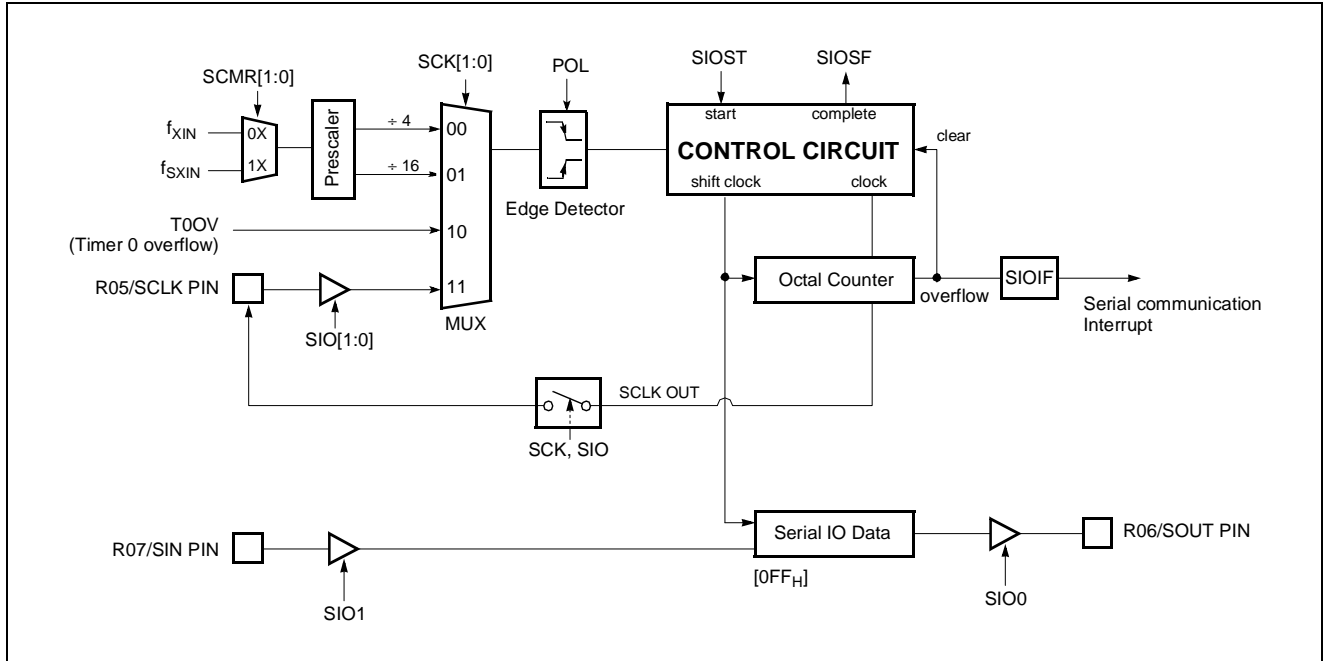 SCMR[1:0]
SCK[1:0]
POL
SIOST
SIOSF
fXIN
fSXIN
0X
1X
Prescaler
÷ 4
÷ 16
00
01
10
11
MUX
Edge Detector
start
complete
CONTROL CIRCUIT
shift clock
clock
clear
T0OV
(Timer 0 overflow)
R05/SCLK PIN
SIO[1:0]
Octal Counter
overflow
SIOIF
Serial communication
Interrupt
SCLK OUT
SCK, SIO
R07/SIN PIN
SIO1
Serial IO Data
[0FFH]
SIO0
R06/SOUT PIN